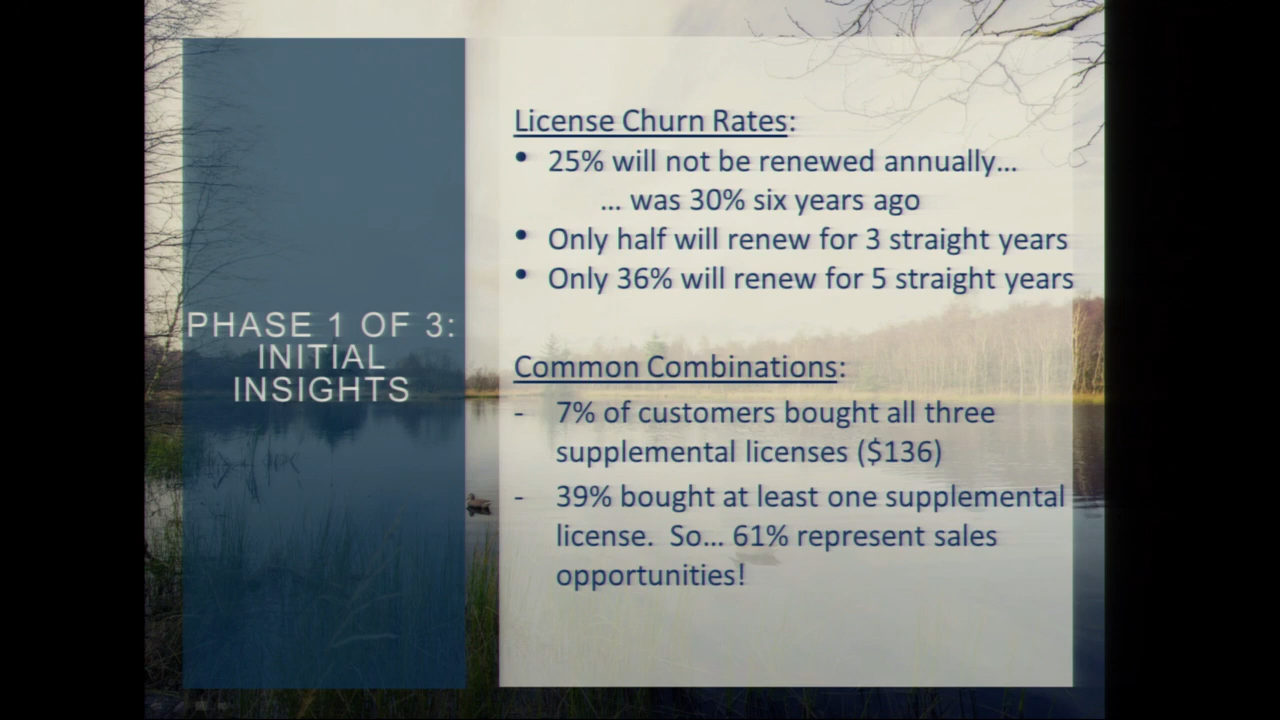 PHASE 1 OF 3:
INITIAL
INSIGHTS
License Churn Rates:
• 25% will not be renewed annually…
… was 30% six years ago
• Only half will renew for 3 straight years
• Only 36% will renew for 5 straight years
Common Combinations:
- 7% of customers bought all three
supplemental licenses ($136)
- 39% bought at least one supplemental
license.  So… 61% represent sales
opportunities!